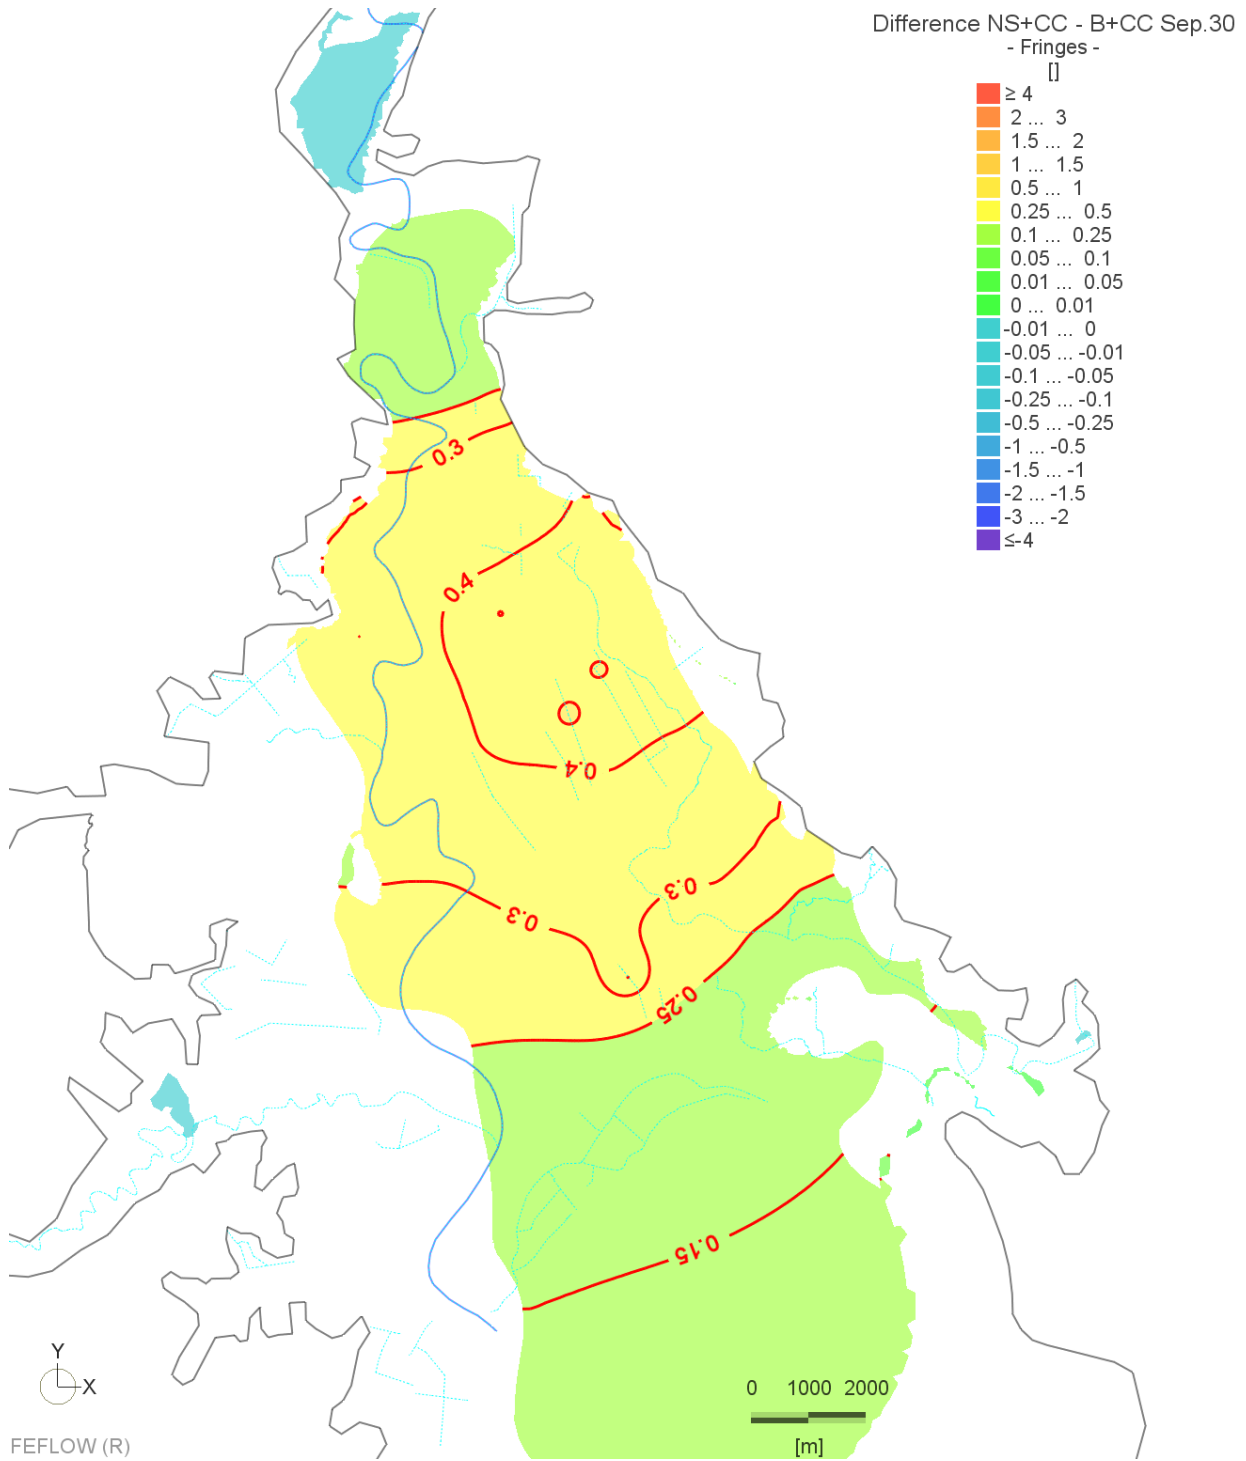 Difference NS+CC - B+CC Sep.30
- Fringes -
[]
≥ 4
2 ... 3
1.5 ... 2
1 ... 1.5
0.5 ... 1
0.25 ... 0.5
0.1 ... 0.25
0.05 ... 0.1
0.01 ... 0.05
0 ... 0.01
-0.01 ... 0
-0.05 ... -0.01
-0.1 ... -0.05
-0.25 ... -0.1
-0.5 ... -0.25
-1 ... -0.5
-1.5 ... -1
-2 ... -1.5
-3 ... -2
≤-4
0.3
0.4
0.4
0.3
0.3
0.25
0.15
Y
X
0 1000 2000
[m]
FEFLOW (R)